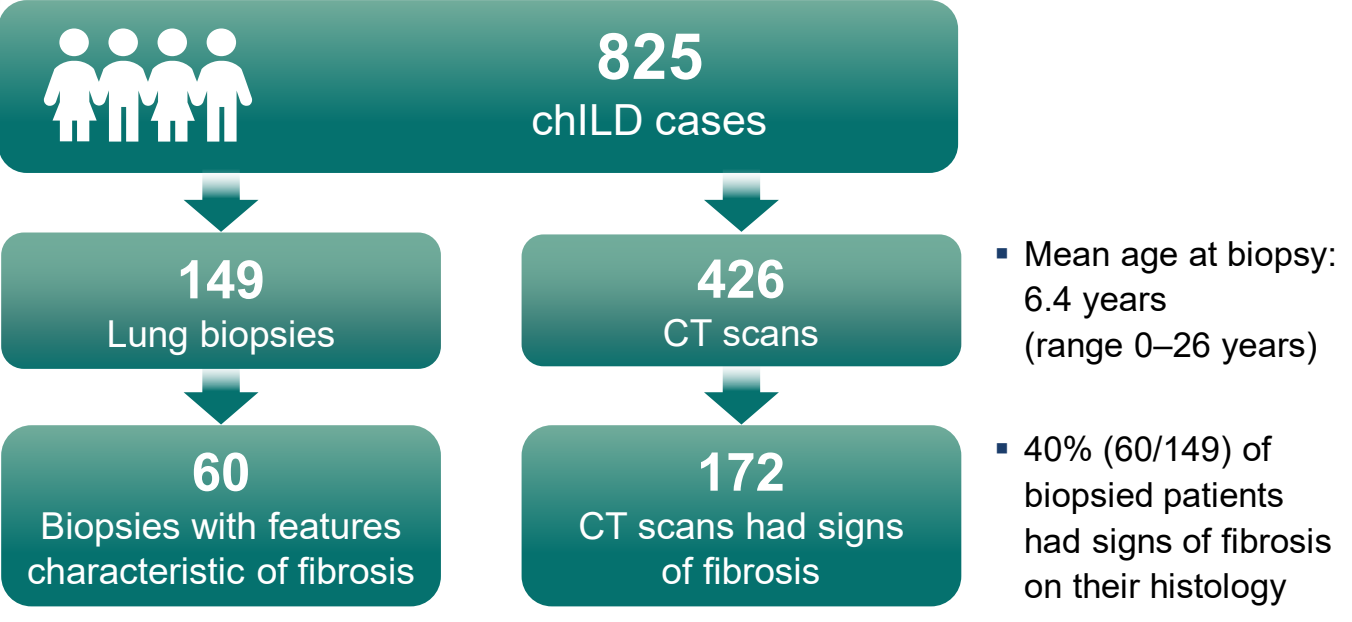 825
chILD cases
149
Lung biopsies
426
CT scans
60
Biopsies with features
characteristic of fibrosis
172
CT scans had signs
of fibrosis
▪ Mean age at biopsy:
6.4 years
(range 0–26 years)
▪ 40% (60/149) of
biopsied patients
had signs of fibrosis
on their histology